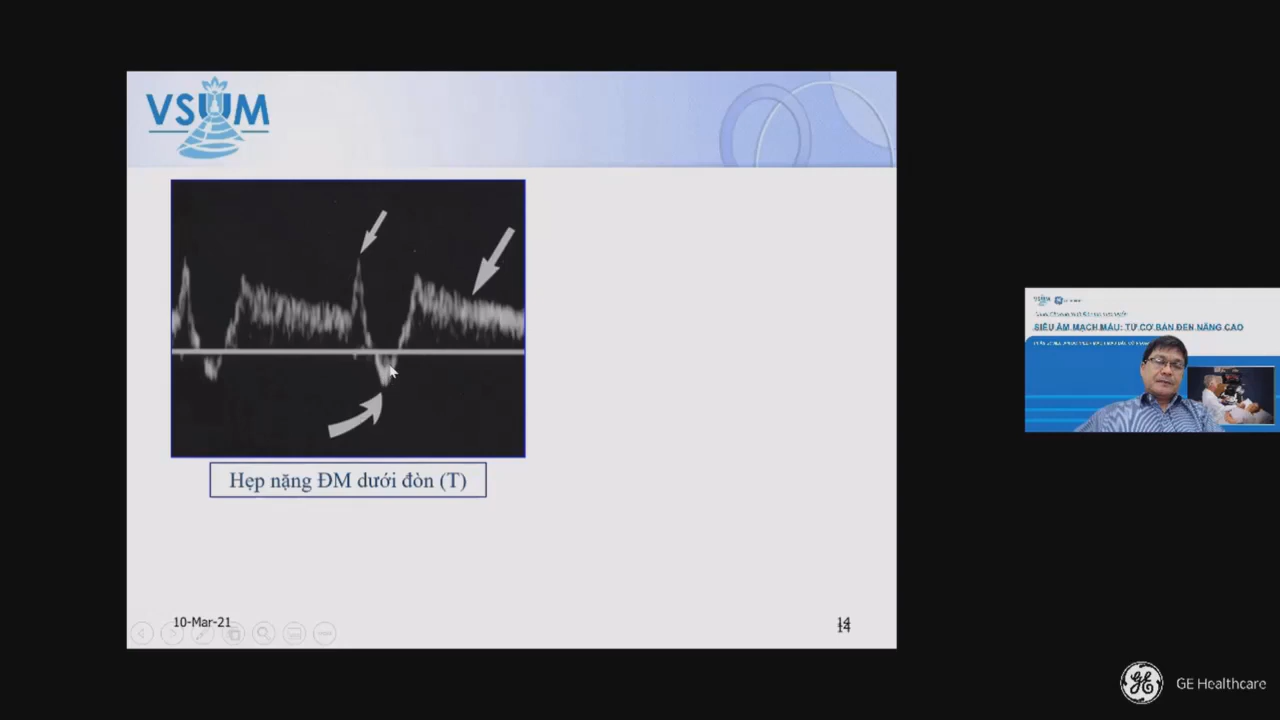 VSUM
Hẹp nặng ĐM dưới đòn (T)
10-Mar-21
14
SIÊU ÂM MẠCH MÁU: TỪ CƠ BẢN ĐẾN NÂNG CAO
GE Healthcare